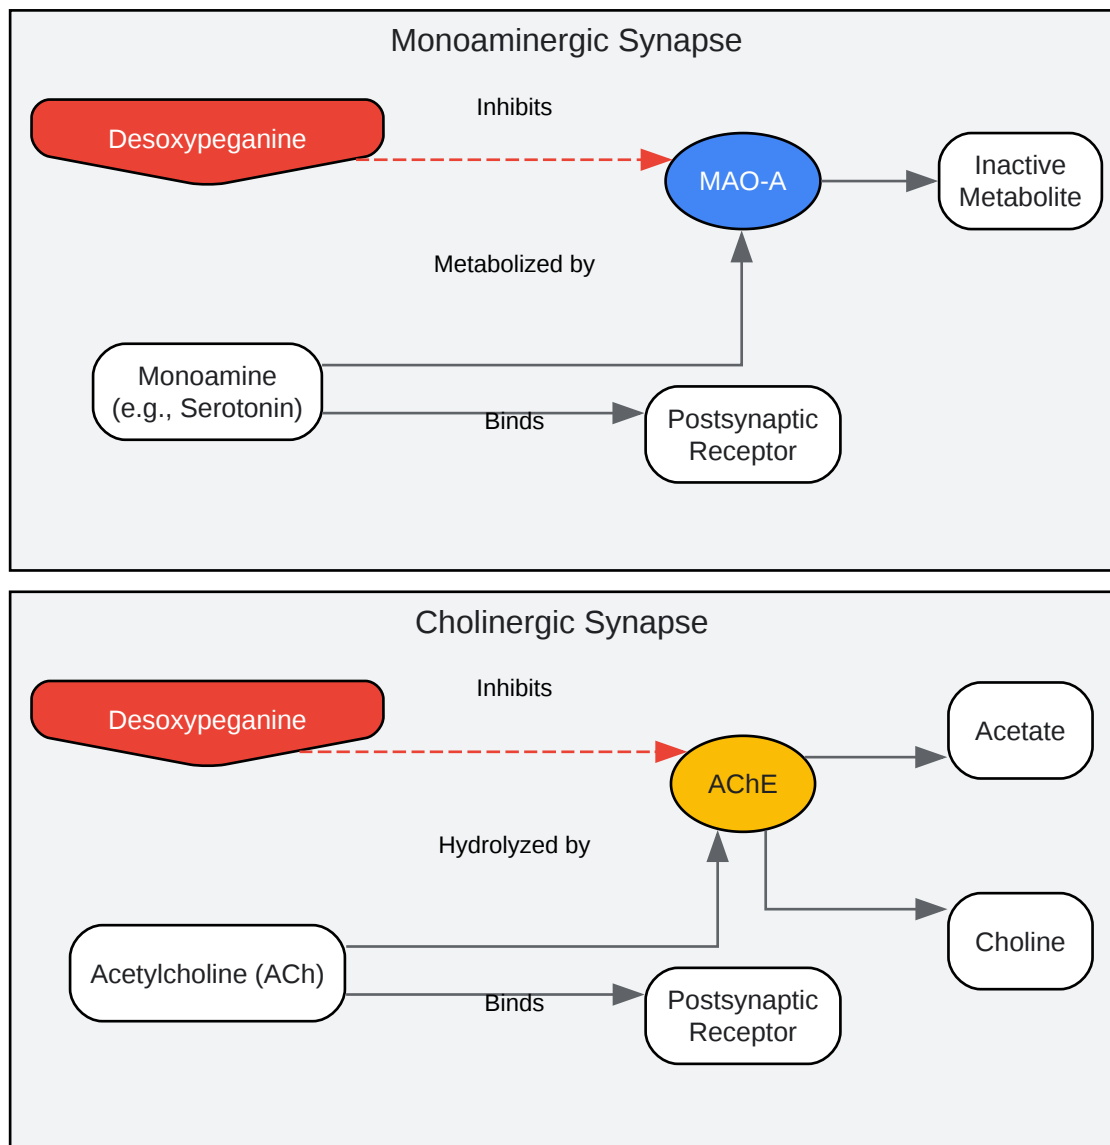 Monoaminergic Synapse
Inhibits
Desoxypeganine
MAO-A
Inactive
Metabolite
Metabolized by
Monoamine
(e.g., Serotonin)
Binds
Postsynaptic
Receptor
Cholinergic Synapse
Inhibits
Desoxypeganine
Acetate
AChE
Hydrolyzed by
Choline
Acetylcholine (ACh)
Binds
Postsynaptic
Receptor